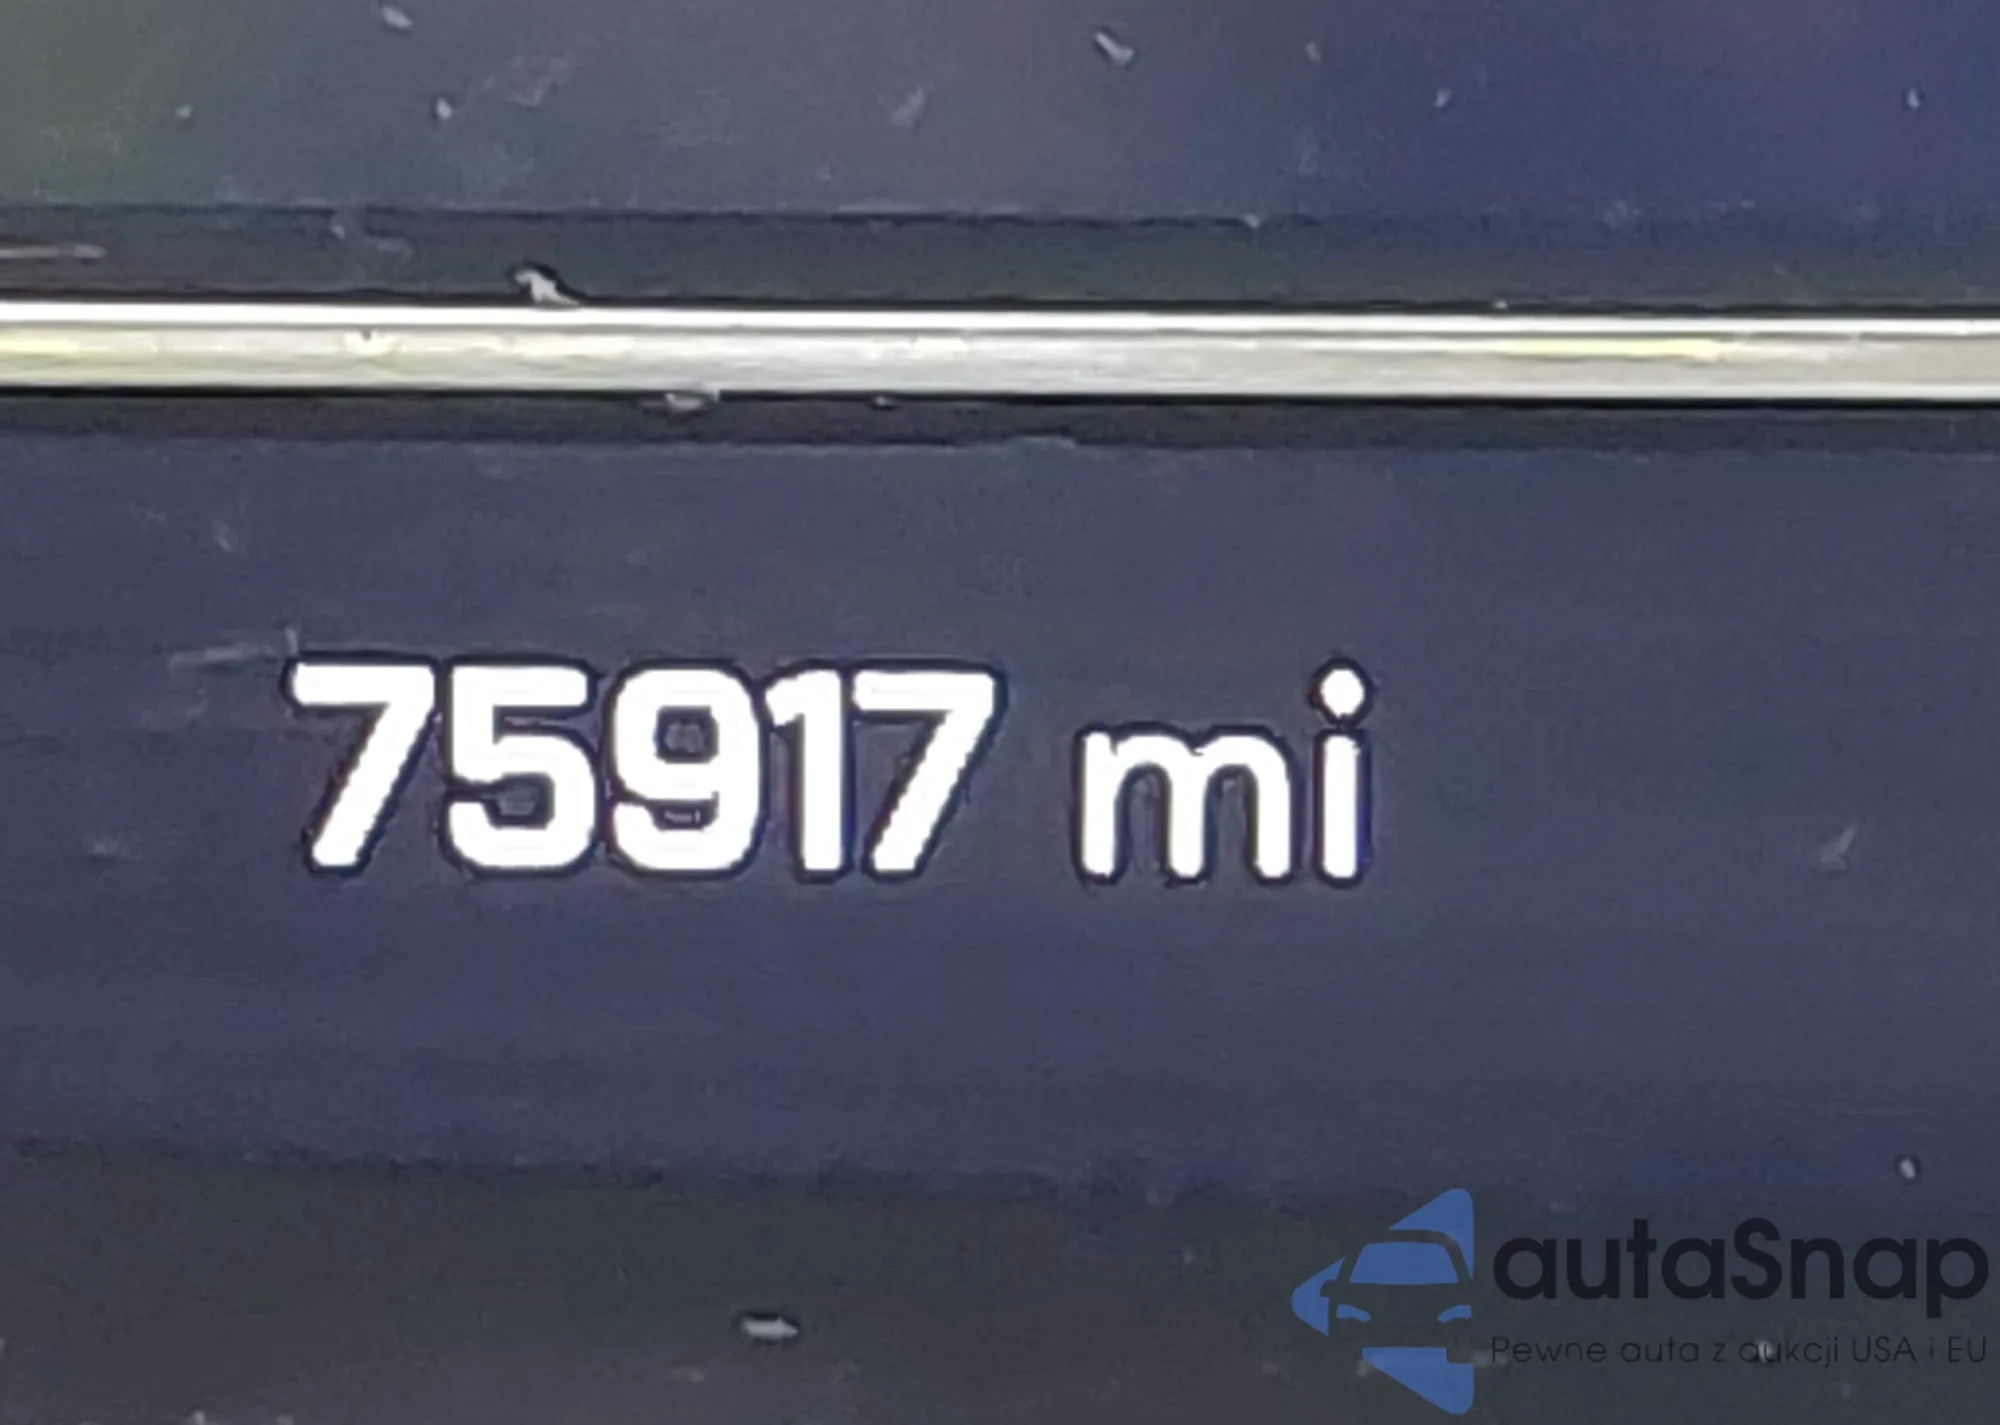 75917 mi
autaSnap
Pewne auta z aukcji USA i EU